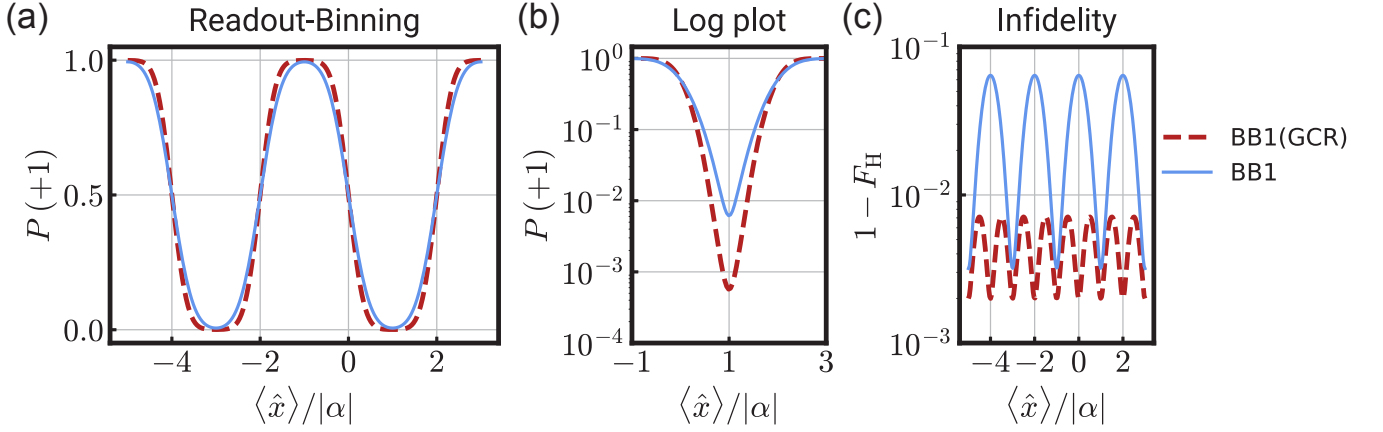 (a) Readout-Binning
P(+1)
1.0
0.5
0.0
−4 −2 0 2
⟨x̂⟩/|α|
(b) Log plot
P(+1)
10⁰
10⁻¹
10⁻²
10⁻³
10⁻⁴
−1 1 3
⟨x̂⟩/|α|
(c) Infidelity
1 − F_H
10⁻¹
10⁻²
10⁻³
−4 −2 0 2
⟨x̂⟩/|α|
BB1(GCR)
BB1